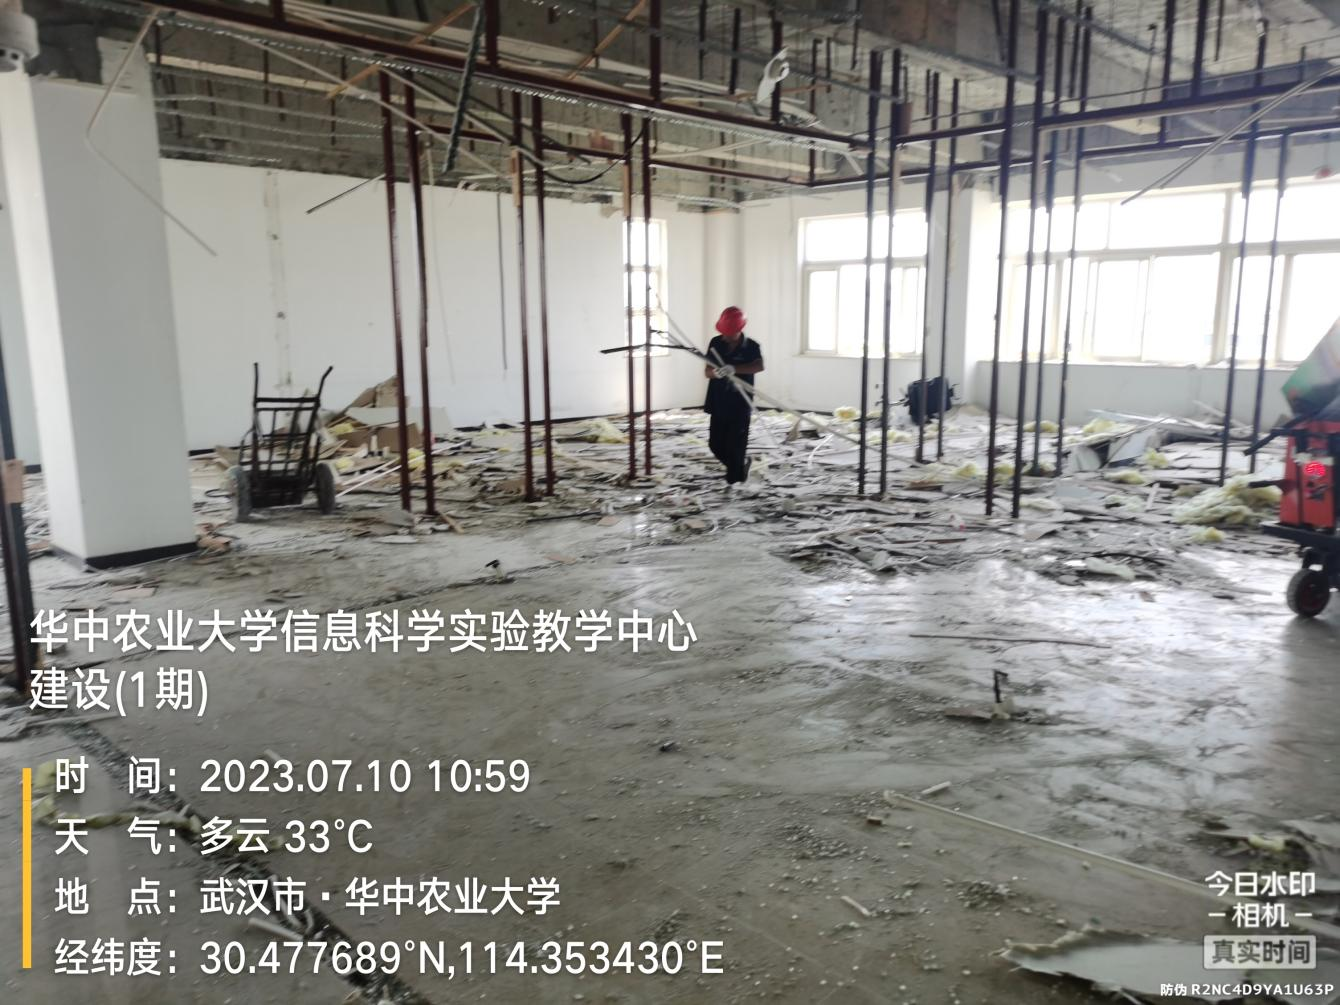 华中农业大学信息科学实验教学中心
建设(1期)
时 间: 2023.07.10 10:59
天 气: 多云 33°C
地 点: 武汉市·华中农业大学
经纬度: 30.477689°N,114.353430°E
今日水印
-相机-
真实时间
防伪 R2NC4D9YA1U63P